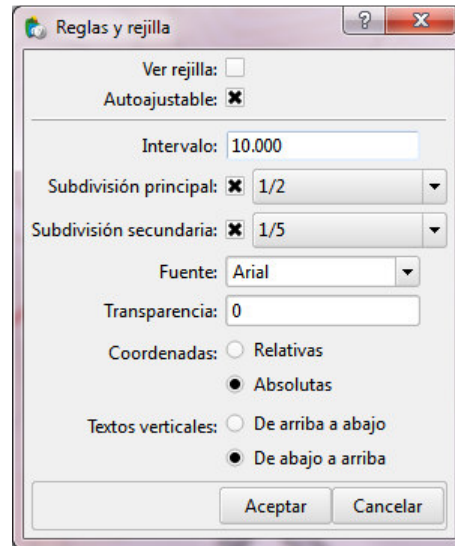 Reglas y rejilla
Ver rejilla:
Autoajustable:
Intervalo: 10.000
Subdivisión principal: 1/2
Subdivisión secundaria: 1/5
Fuente: Arial
Transparencia: 0
Coordenadas: Relativas
Absolutas
Textos verticales: De arriba a abajo
De abajo a arriba
Aceptar Cancelar